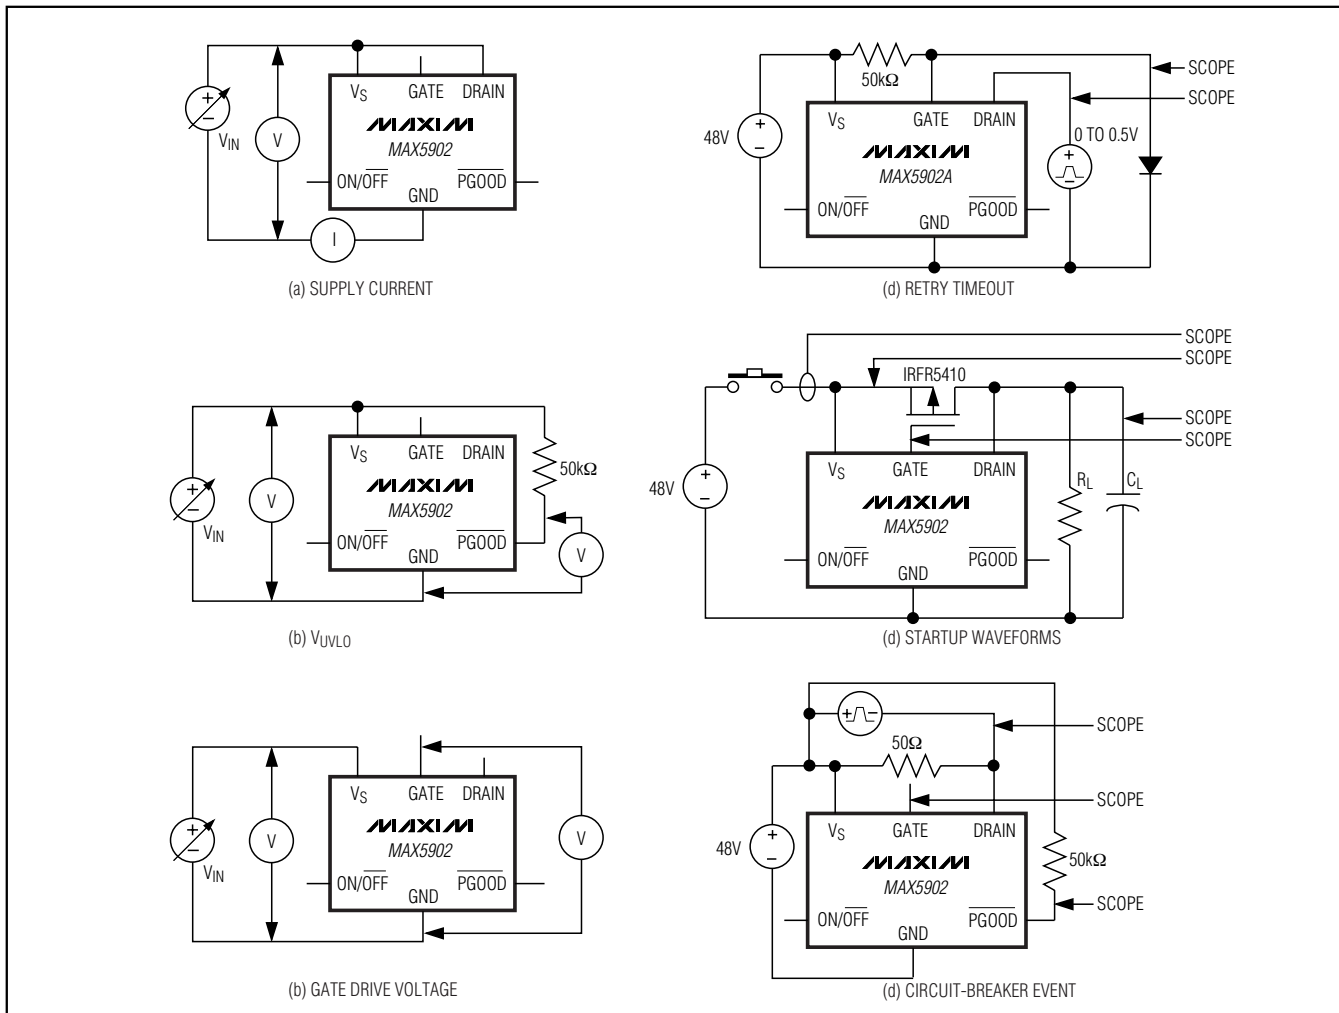 VS GATE DRAIN
VIN V
MAXIM
MAX5902
ON/OFF PGOOD
GND
I
(a) SUPPLY CURRENT
VS GATE DRAIN
50kΩ
VIN V
MAXIM
MAX5902
ON/OFF PGOOD
GND
V
(b) VUVLO
VS GATE DRAIN
VIN V
MAXIM
MAX5902
V
ON/OFF PGOOD
GND
(b) GATE DRIVE VOLTAGE
SCOPE
50kΩ
SCOPE
VS GATE DRAIN
48V
0 TO 0.5V
MAXIM
MAX5902A
ON/OFF PGOOD
GND
(d) RETRY TIMEOUT
SCOPE
SCOPE
IRFR5410
SCOPE
SCOPE
VS GATE DRAIN
48V
RL CL
MAXIM
MAX5902
ON/OFF PGOOD
GND
(d) STARTUP WAVEFORMS
SCOPE
50Ω
SCOPE
VS GATE DRAIN
48V
MAXIM
50kΩ
MAX5902
SCOPE
ON/OFF PGOOD
GND
(d) CIRCUIT-BREAKER EVENT